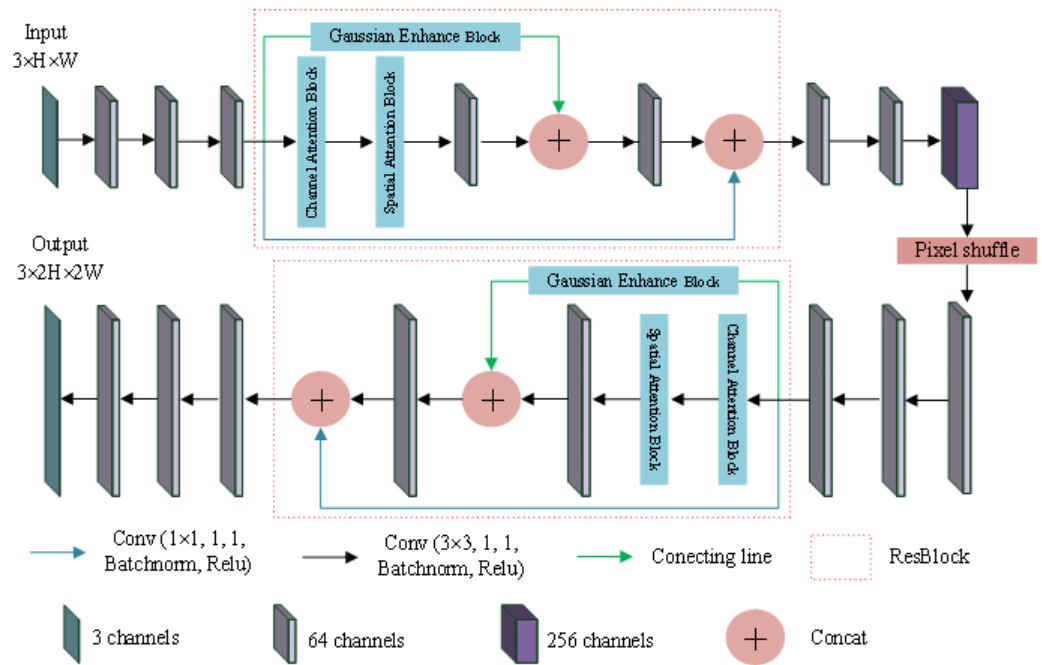 Input
3×H×W
Gaussian Enhance Block
Channel Attention Block
Spatial Attention Block
+
+
Output
3×2H×2W
Pixel shuffle
Gaussian Enhance Block
+
+
Spatial Attention Block
Channel Attention Block
Conv (1×1, 1, 1,
Batchnorm, Relu)
Conv (3×3, 1, 1,
Batchnorm, Relu)
Conecting line
ResBlock
3 channels
64 channels
256 channels
+
Concat